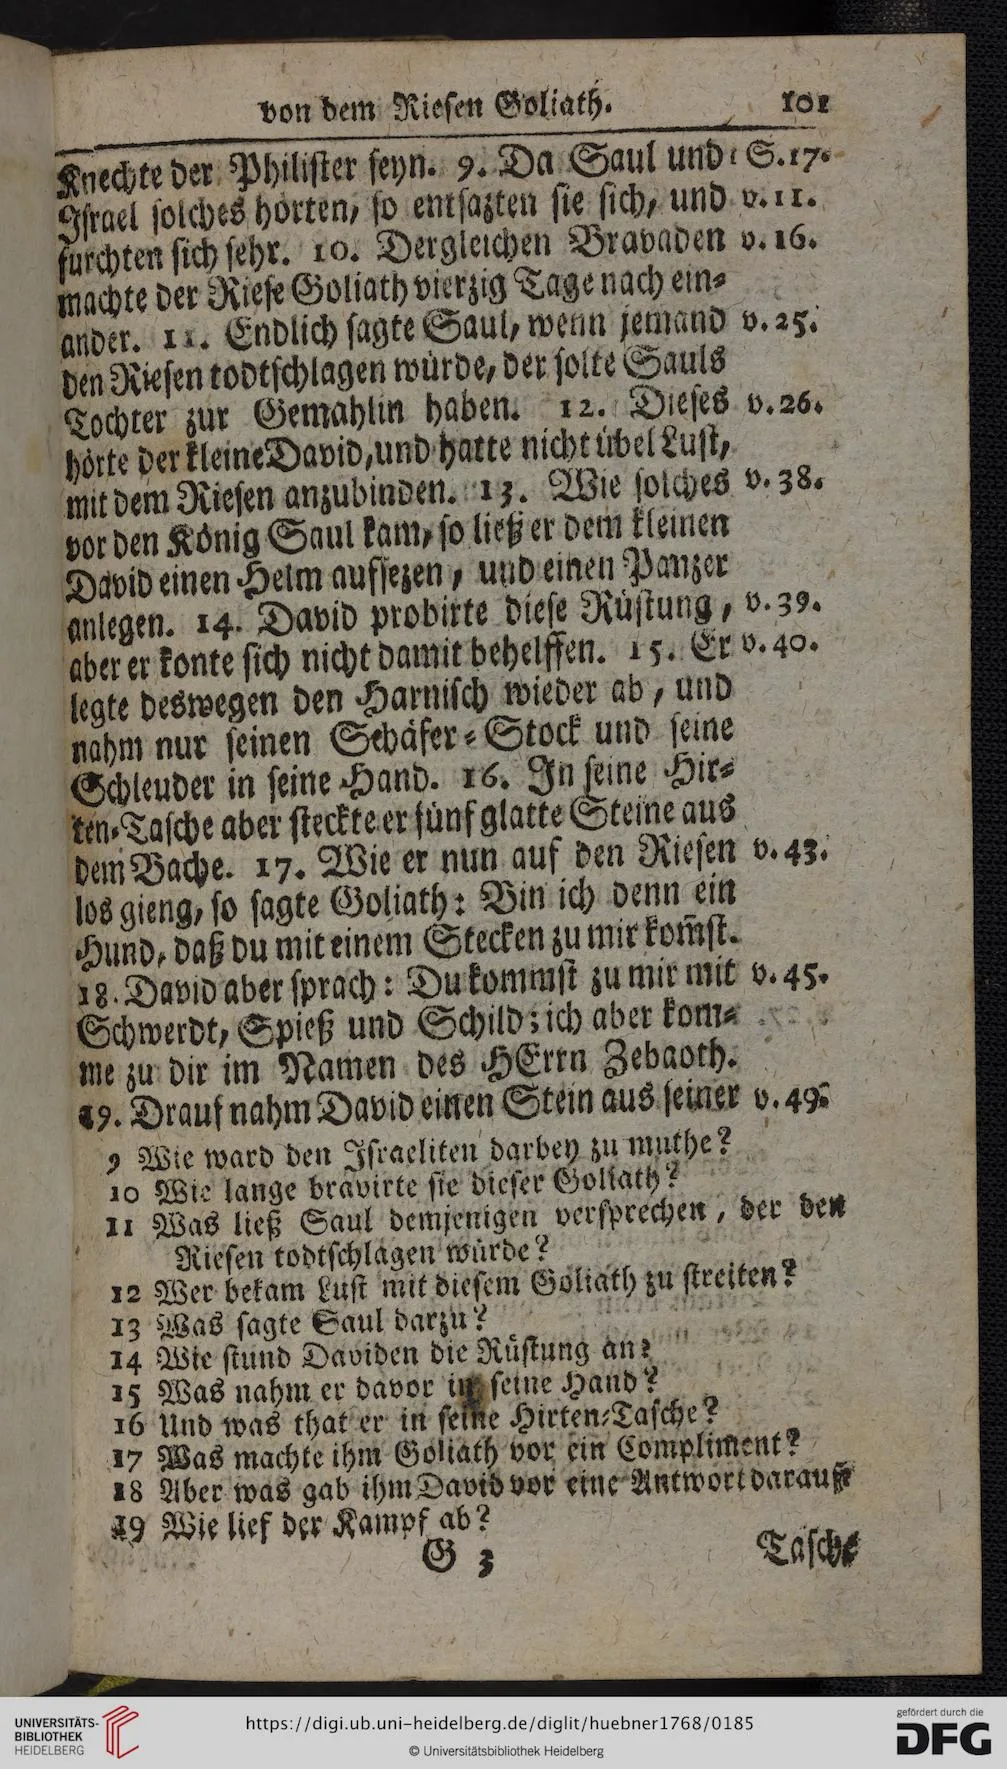 von dem Riesen Goliath. 101
Knechte der Philister seyn. 9. Da Saul und S.17.
Israel solches hörten, so entsazten sie sich, und v.11.
furchten sich sehr. 10. Dergleichen Bravaden v.16.
machte der Riese Goliath vierzig Tage nach ein-
ander. 11. Endlich sagte Saul, wenn jemand v.25.
den Riesen todtschlagen würde, der solte Sauls
Tochter zur Gemahlin haben. 12. Dieses v.26.
hörte der kleine David, und hatte nicht übel Lust,
mit dem Riesen anzubinden. 13. Wie solches v.38.
vor den König Saul kam, so ließ er dem kleinen
David einen Helm aufsezen, und einen Panzer
anlegen. 14. David probirte diese Rüstung, v.39.
aber er konte sich nicht damit behelffen. 15. Er v.40.
legte deswegen den Harnisch wieder ab, und
nahm nur seinen Schäfer-Stock und seine
Schleuder in seine Hand. 16. In seine Hir-
ten-Tasche aber steckte er fünf glatte Steine aus
dem Bache. 17. Wie er nun auf den Riesen v.43.
los gieng, so sagte Goliath: Bin ich denn ein
Hund, daß du mit einem Stecken zu mir kom̃st.
18. David aber sprach: Du kommst zu mir mit v.45.
Schwerdt, Spieß und Schild; ich aber kom-
me zu dir im Namen des HErrn Zebaoth.
19. Drauf nahm David einen Stein aus seiner v.49.
9 Wie ward den Israeliten darbey zu muthe?
10 Wie lange bravirte sie dieser Goliath?
11 Was ließ Saul demjenigen versprechen, der den
Riesen todtschlagen würde?
12 Wer bekam Lust mit diesem Goliath zu streiten?
13 Was sagte Saul darzu?
14 Wie stund Daviden die Rüstung an?
15 Was nahm er davor in seine Hand?
16 Und was that er in seine Hirten-Tasche?
17 Was machte ihm Goliath vor ein Compliment?
18 Aber was gab ihm David vor eine Antwort darauf?
19 Wie lief der Kampf ab?
G 3 Tasche
UNIVERSITÄTS-
BIBLIOTHEK
HEIDELBERG
https://digi.ub.uni-heidelberg.de/diglit/huebner1768/0185
© Universitätsbibliothek Heidelberg
gefördert durch die
DFG